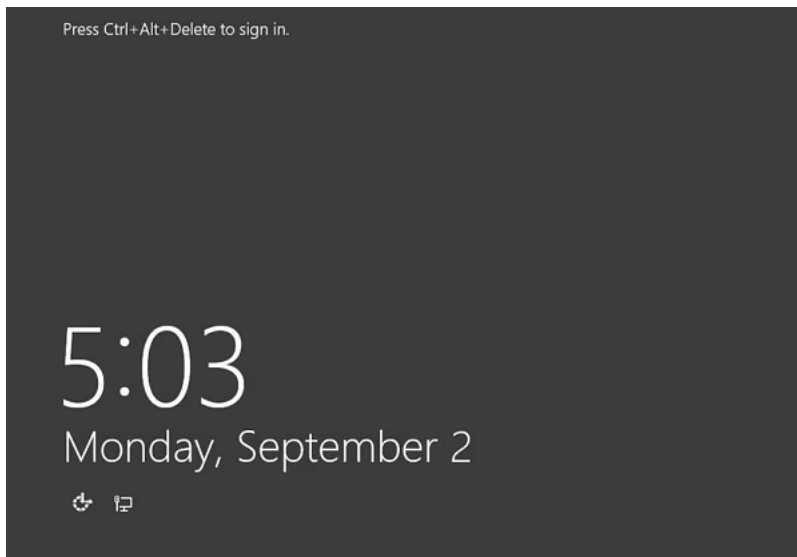 Press Ctrl+Alt+Delete to sign in.
5:03
Monday, September 2